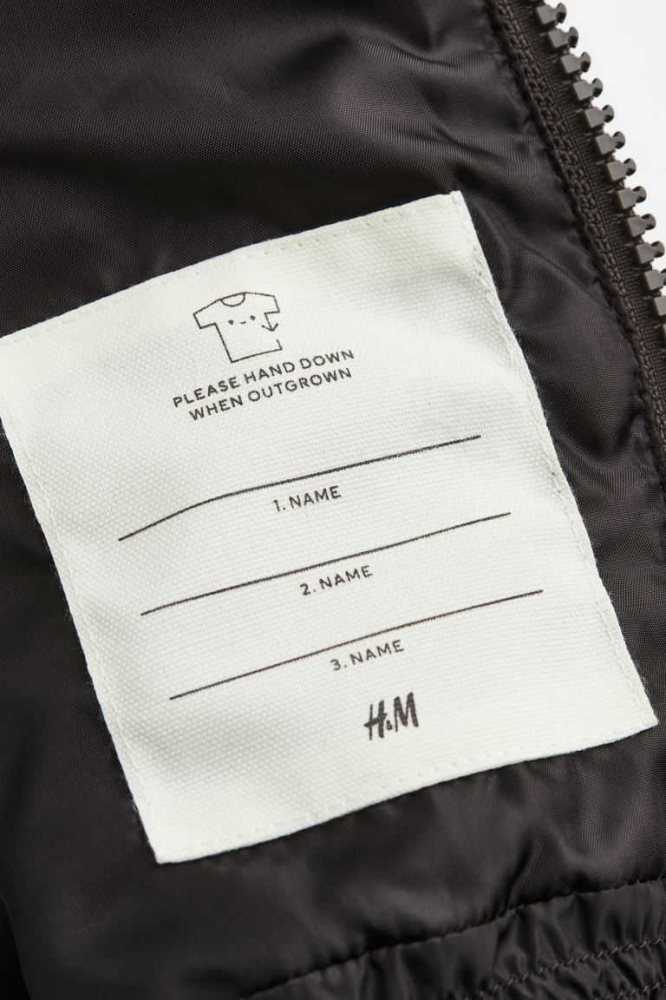 PLEASE HAND DOWN
WHEN OUTGROWN
1. NAME
2. NAME
3. NAME
H&M